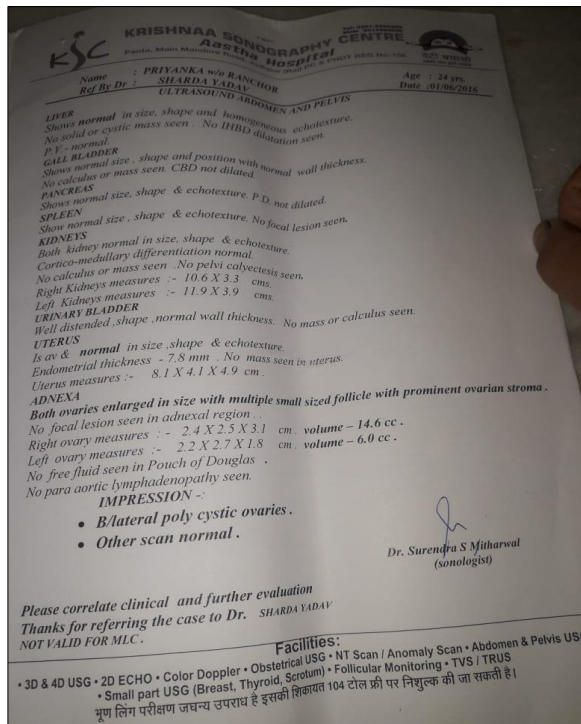 KSC
KRISHNAA SONOGRAPHY CENTRE
Aastha Hospital
Name : PRIYANKA w/o RANCHOR
Age : 24 yrs.
Ref By Dr : SHARDA YADAV
Date :01/06/2016
ULTRASOUND ABDOMEN AND PELVIS
LIVER
Shows normal in size, shape and homogeneous echotexture.
No solid or cystic mass seen . No IHBD dilatation seen.
P.V - normal.
GALL BLADDER
Shows normal size , shape and position with normal wall thickness.
No calculus or mass seen. CBD not dilated.
PANCREAS
Shows normal size, shape & echotexture. P.D. not dilated.
SPLEEN
Show normal size , shape & echotexture. No focal lesion seen.
KIDNEYS
Both kidney normal in size, shape & echotexture.
Cortico-medullary differentiation normal.
No calculus or mass seen .No pelvi calyectesis seen.
Right Kidneys measures :- 10.6 X 3.3 cms.
Left Kidneys measures :- 11.9 X 3.9 cms.
URINARY BLADDER
Well distended ,shape ,normal wall thickness. No mass or calculus seen.
UTERUS
Is av & normal in size ,shape & echotexture.
Endometrial thickness - 7.8 mm . No mass seen in uterus.
Uterus measures :- 8.1 X 4.1 X 4.9 cm .
ADNEXA
Both ovaries enlarged in size with multiple small sized follicle with prominent ovarian stroma .
No focal lesion seen in adnexal region . .
Right ovary measures :- 2.4 X 2.5 X 3.1 cm . volume – 14.6 cc .
Left ovary measures :- 2.2 X 2.7 X 1.8 cm . volume – 6.0 cc .
No free fluid seen in Pouch of Douglas .
No para aortic lymphadenopathy seen.
IMPRESSION -:
• B/lateral poly cystic ovaries .
• Other scan normal .
Dr. Surendra S Mitharwal
(sonologist)
Please correlate clinical and further evaluation
Thanks for referring the case to Dr. SHARDA YADAV
NOT VALID FOR MLC .
Facilities:
• 3D & 4D USG • 2D ECHO • Color Doppler • Obstetrical USG • NT Scan / Anomaly Scan • Abdomen & Pelvis USG
• Small part USG (Breast, Thyroid, Scrotum) • Follicular Monitoring • TVS / TRUS
भ्रूण लिंग परीक्षण जघन्य उपराध है इसकी शिकायत 104 टोल फ्री पर निशुल्क की जा सकती है।